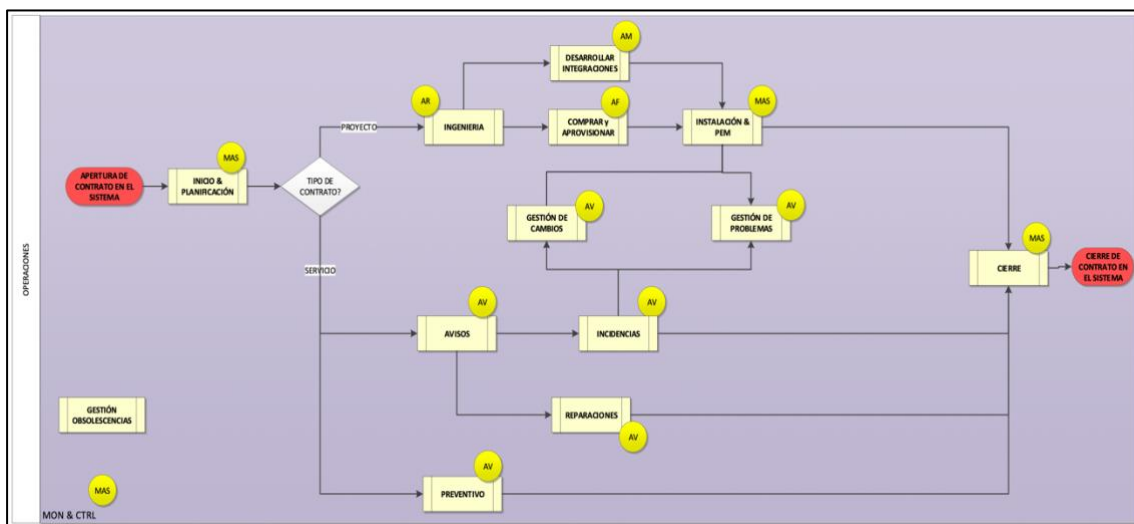 OPERACIONES
APERTURA DE
CONTRATO EN EL
SISTEMA
MAS
INICIO &
PLANIFICACIÓN
TIPO DE
CONTRATO?
PROYECTO
SERVICIO
AR
INGENIERIA
AM
DESARROLLAR
INTEGRACIONES
AF
COMPRAR y
APROVISIONAR
MAS
INSTALACIÓN &
PEM
AV
GESTIÓN DE
CAMBIOS
AV
GESTIÓN DE
PROBLEMAS
AV
AVISOS
AV
INCIDENCIAS
REPARACIONES
AV
AV
PREVENTIVO
MAS
CIERRE
CIERRE DE
CONTRATO EN
EL SISTEMA
GESTIÓN
OBSOLESCENCIAS
MAS
MON & CTRL